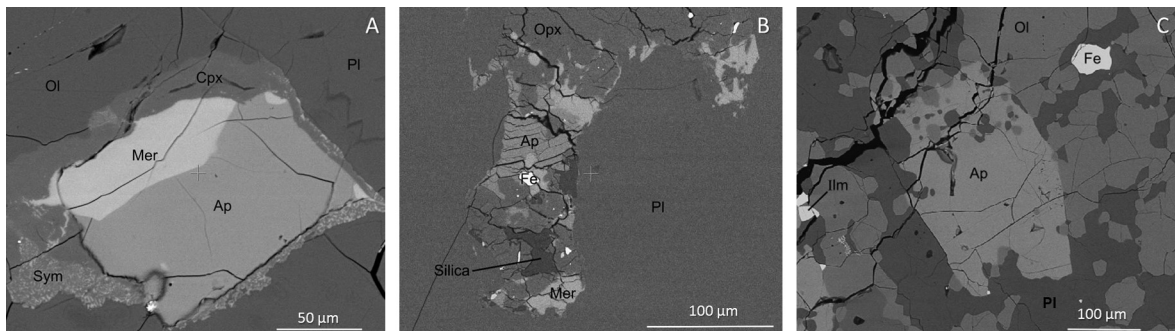 A
Ol
Cpx
Pl
Mer
Ap
Sym
50 µm
B
Opx
Ap
Fe
Pl
Silica
Mer
100 µm
C
Ol
Fe
Ap
Ilm
Pl
100 µm